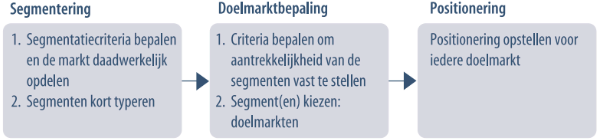 Segmentering
1. Segmentatiecriteria bepalen
en de markt daadwerkelijk
opdelen
2. Segmenten kort typeren
Doelmarktbepaling
1. Criteria bepalen om
aantrekkelijkheid van de
segmenten vast te stellen
2. Segment(en) kiezen:
doelmarkten
Positionering
Positionering opstellen voor
iedere doelmarkt